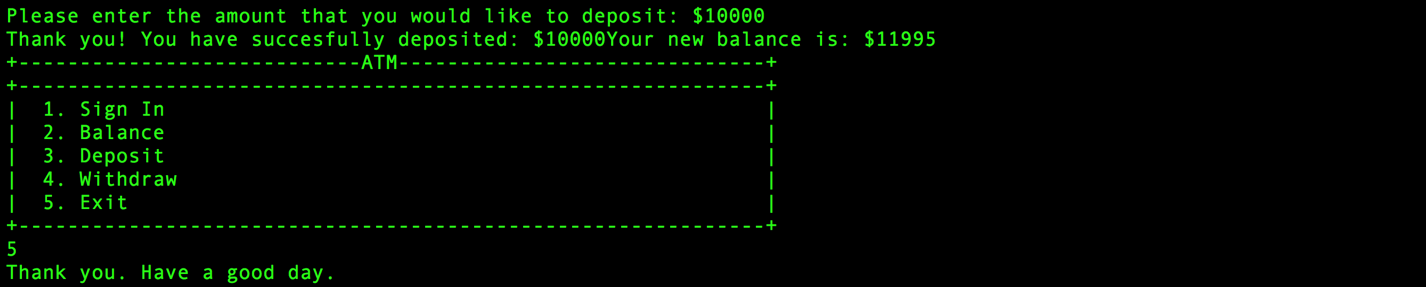 Please enter the amount that you would like to deposit: $10000
Thank you! You have succesfully deposited: $10000Your new balance is: $11995
+----------------------------ATM------------------------------+
+-------------------------------------------------------------+
|  1. Sign In                                                  |
|  2. Balance                                                  |
|  3. Deposit                                                  |
|  4. Withdraw                                                 |
|  5. Exit                                                     |
+-------------------------------------------------------------+
5
Thank you. Have a good day.